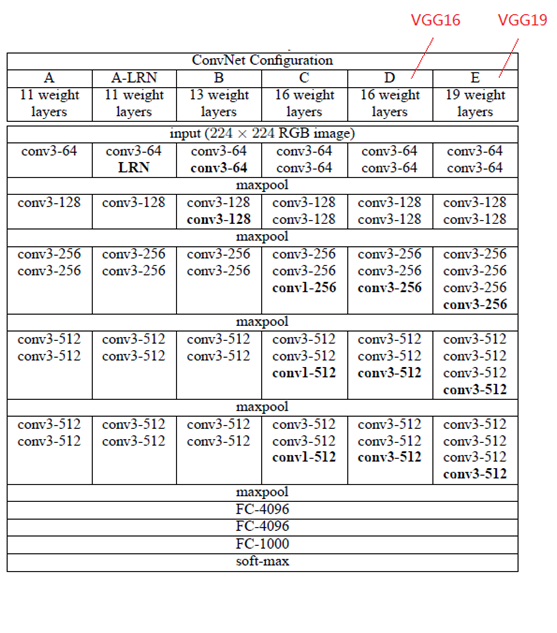 VGG16 VGG19
ConvNet Configuration
A A-LRN B C D E
11 weight 11 weight 13 weight 16 weight 16 weight 19 weight
layers layers layers layers layers layers
input (224 × 224 RGB image)
conv3-64 conv3-64 conv3-64 conv3-64 conv3-64 conv3-64
LRN conv3-64 conv3-64 conv3-64 conv3-64
maxpool
conv3-128 conv3-128 conv3-128 conv3-128 conv3-128 conv3-128
conv3-128 conv3-128 conv3-128 conv3-128
maxpool
conv3-256 conv3-256 conv3-256 conv3-256 conv3-256 conv3-256
conv3-256 conv3-256 conv3-256 conv3-256 conv3-256 conv3-256
conv1-256 conv3-256 conv3-256
conv3-256
maxpool
conv3-512 conv3-512 conv3-512 conv3-512 conv3-512 conv3-512
conv3-512 conv3-512 conv3-512 conv3-512 conv3-512 conv3-512
conv1-512 conv3-512 conv3-512
conv3-512
maxpool
conv3-512 conv3-512 conv3-512 conv3-512 conv3-512 conv3-512
conv3-512 conv3-512 conv3-512 conv3-512 conv3-512 conv3-512
conv1-512 conv3-512 conv3-512
conv3-512
maxpool
FC-4096
FC-4096
FC-1000
soft-max